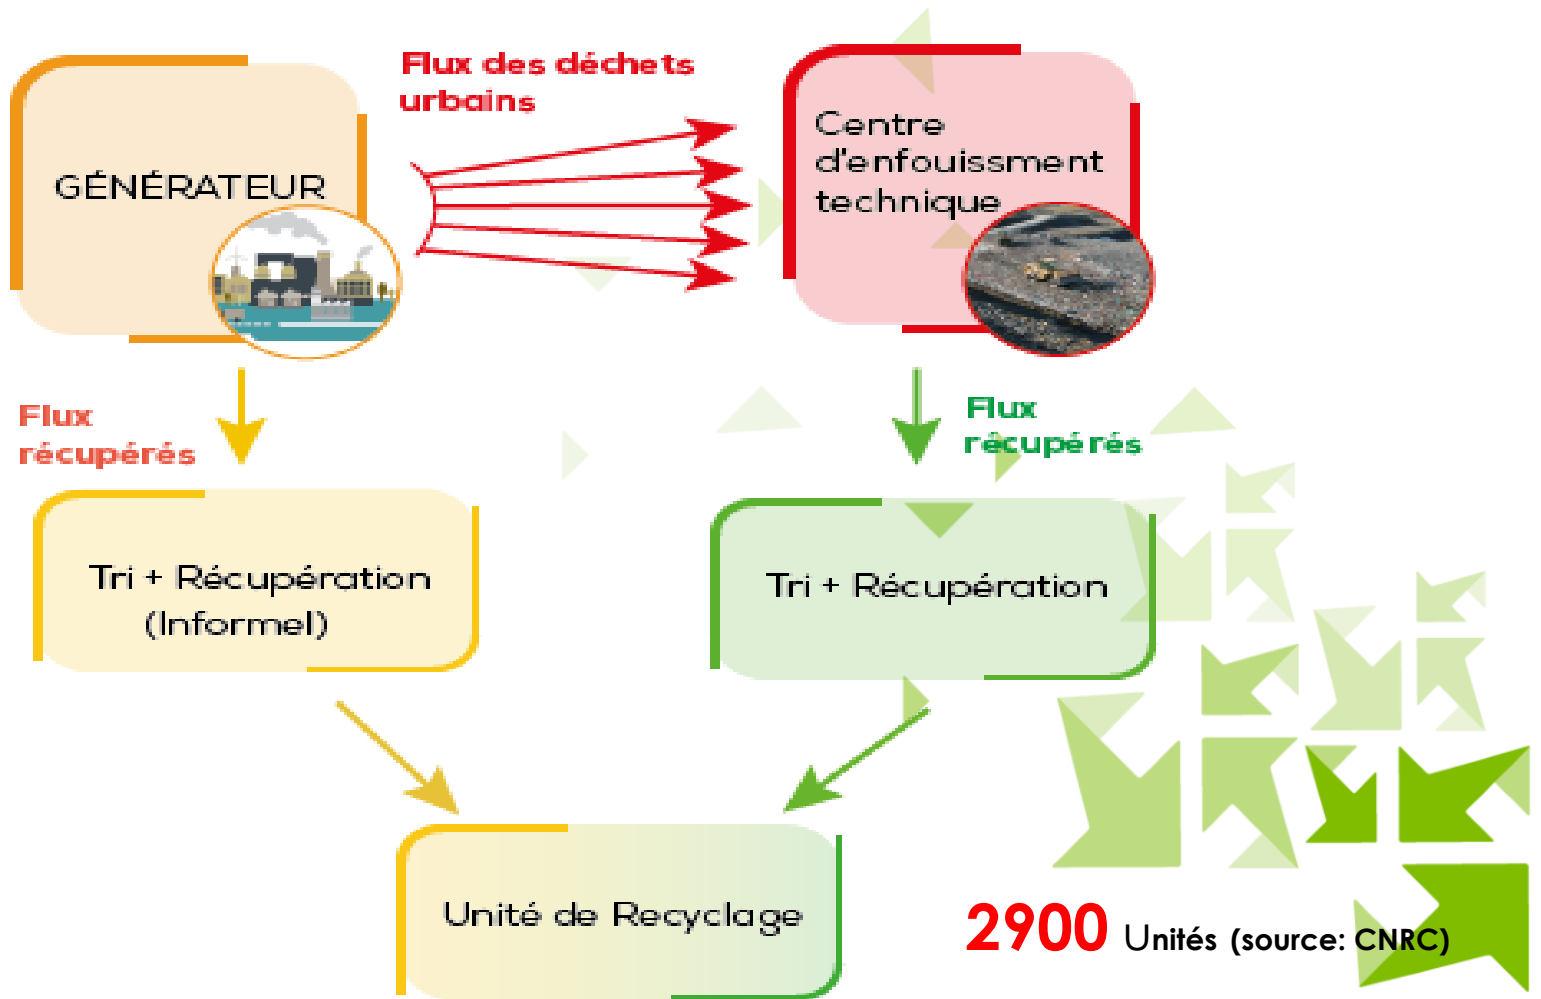 Flux des déchets
urbains
GÉNÉRATEUR
Centre
d'enfouissment
technique
Flux
récupérés
Flux
récupérés
Tri + Récupération
(Informel)
Tri + Récupération
Unité de Recyclage
2900 Unités (source: CNRC)